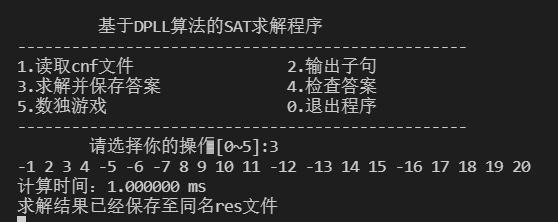 基于DPLL算法的SAT求解程序
--------------------------------------------------
1.读取cnf文件 2.输出子句
3.求解并保存答案 4.检查答案
5.数独游戏 0.退出程序
--------------------------------------------------
请选择你的操作[0~5]:3
-1 2 3 4 -5 -6 -7 8 9 10 11 -12 -13 14 15 -16 17 18 19 20
计算时间：1.000000 ms
求解结果已经保存至同名res文件